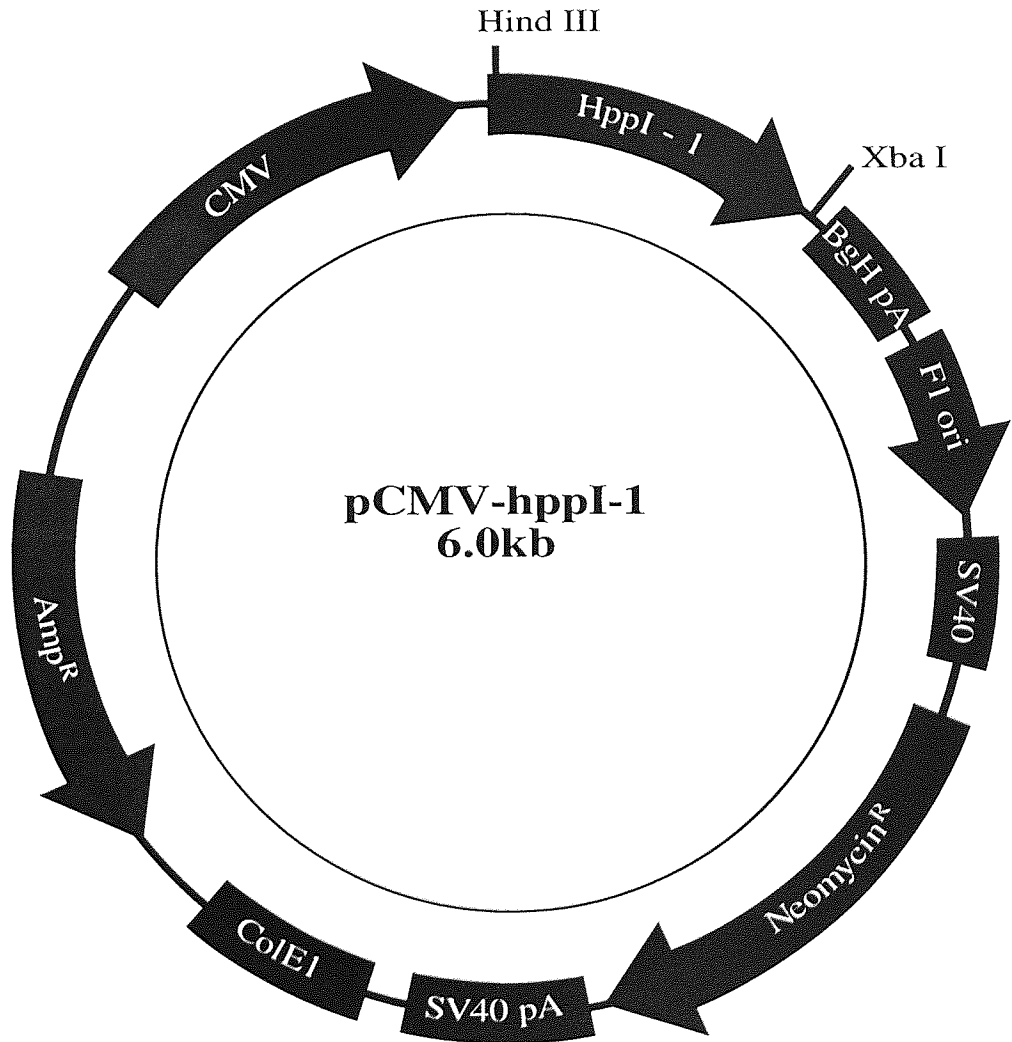 Hind III
HppI - 1
Xba I
BgH pA
F1 ori
SV40
Neomycinᴿ
SV40 pA
ColE1
Ampᴿ
CMV
pCMV-hppI-1
6.0kb